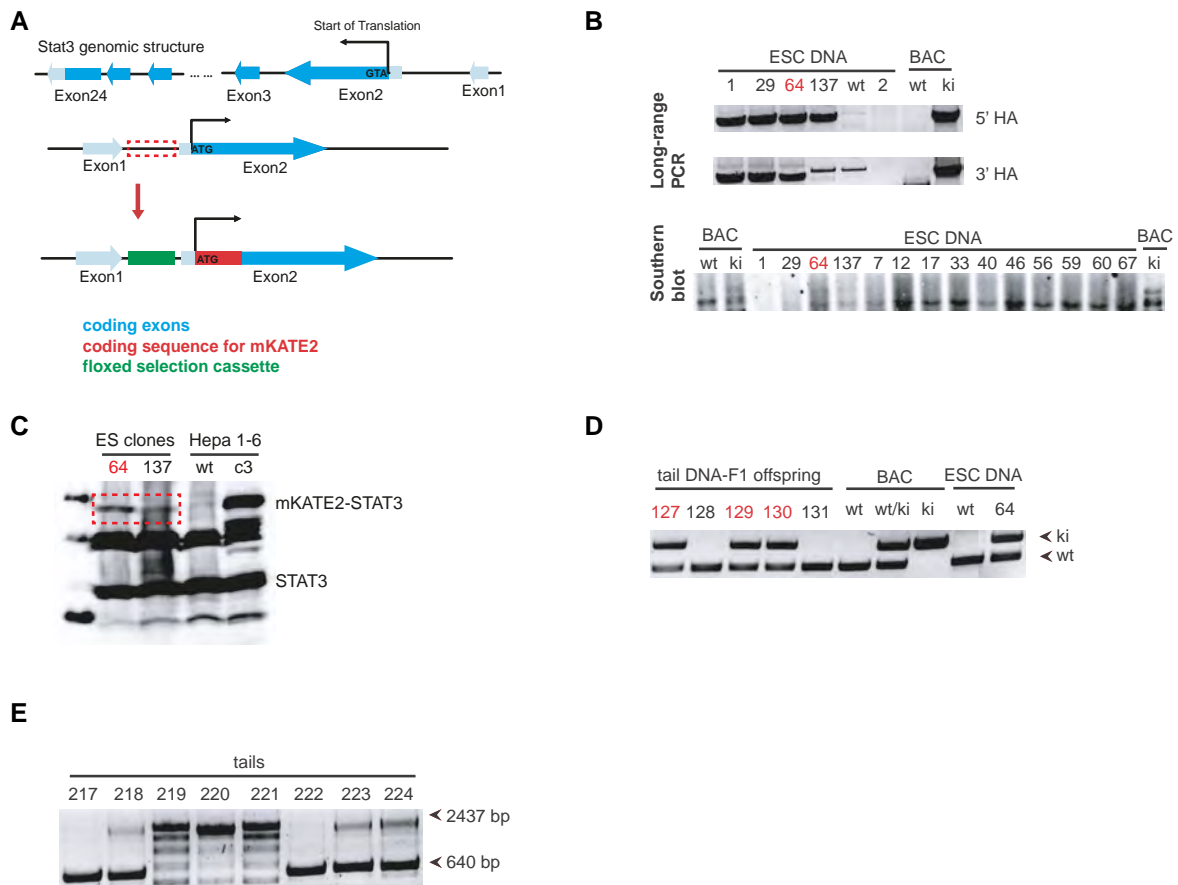 A
Stat3 genomic structure
Start of Translation
GTA
... ...
Exon24
Exon3
Exon2
Exon1
ATG
Exon1
Exon2
ATG
Exon1
Exon2
coding exons
coding sequence for mKATE2
floxed selection cassette
B
Long-range PCR
ESC DNA
BAC
1 29 64 137 wt 2 wt ki
5' HA
3' HA
Southern blot
BAC
ESC DNA
BAC
wt ki 1 29 64 137 7 12 17 33 40 46 56 59 60 67 ki
C
ES clones
Hepa 1-6
64 137 wt c3
mKATE2-STAT3
STAT3
D
tail DNA-F1 offspring
BAC
ESC DNA
127 128 129 130 131 wt wt/ki ki wt 64
ki
wt
E
tails
217 218 219 220 221 222 223 224
2437 bp
640 bp